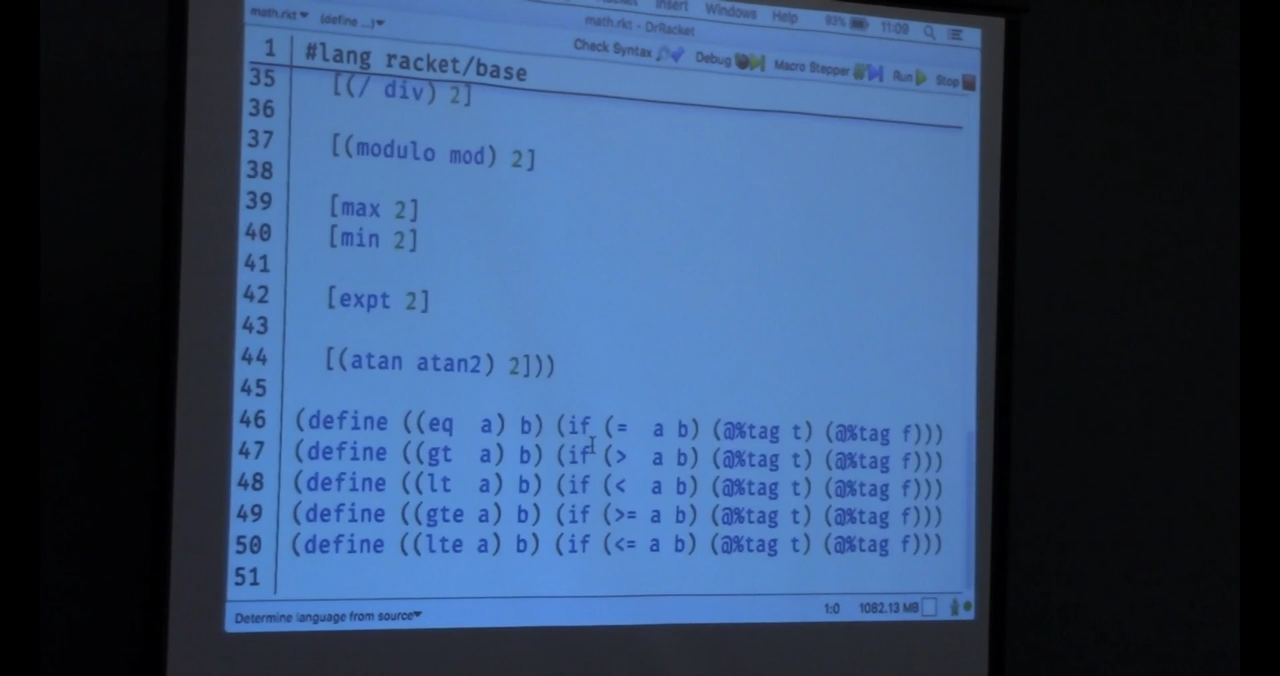 Insert Windows Help 93% 11:09
math.rkt (define ...)
math.rkt - DrRacket
Check Syntax Debug Macro Stepper Run Stop
1 #lang racket/base
35 [(/ div) 2]
36
37 [(modulo mod) 2]
38
39 [max 2]
40 [min 2]
41
42 [expt 2]
43
44 [(atan atan2) 2]))
45
46 (define ((eq  a) b) (if (=  a b) (@%tag t) (@%tag f)))
47 (define ((gt  a) b) (if (>  a b) (@%tag t) (@%tag f)))
48 (define ((lt  a) b) (if (<  a b) (@%tag t) (@%tag f)))
49 (define ((gte a) b) (if (>= a b) (@%tag t) (@%tag f)))
50 (define ((lte a) b) (if (<= a b) (@%tag t) (@%tag f)))
51
Determine language from source 1:0 1082.13 MB